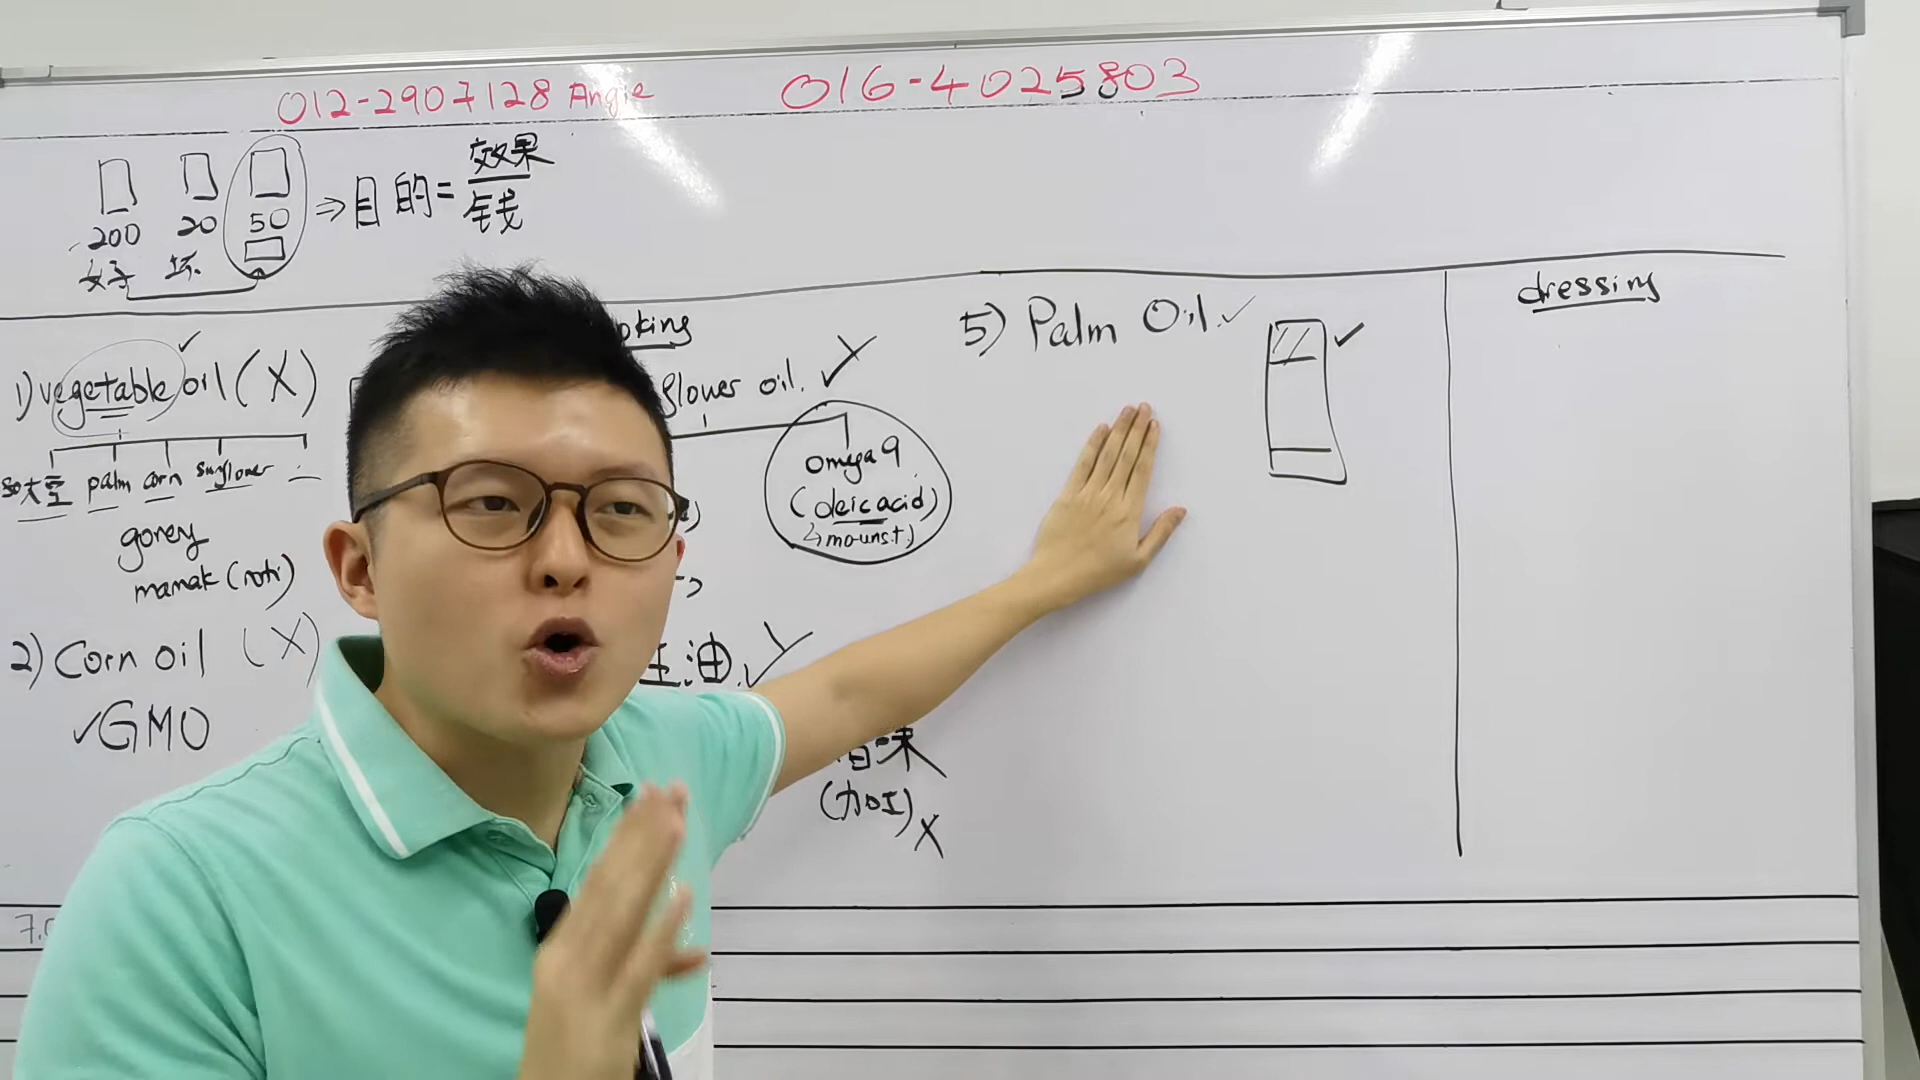 012-2907128 Angie 016-4025803
200 20 50
好 坏
⇒目的=效果
钱
oking
dressing
1) vegetable oil (X)
flower oil. ✓
5) Palm Oil. ✓
大豆 palm corn sunflower
omega 9
(oleic acid)
goreng
mamak (roti)
2) Corn oil (X)
油.
✓GMO
味
(加工)
X
7.